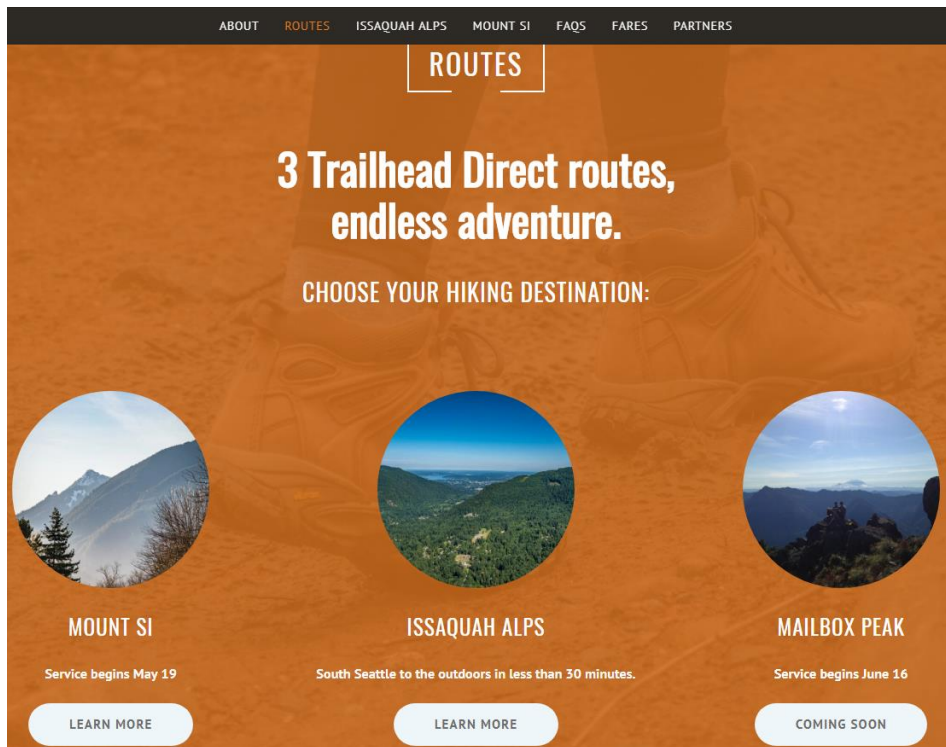 ABOUT ROUTES ISSAQUAH ALPS MOUNT SI FAQS FARES PARTNERS
ROUTES
3 Trailhead Direct routes,
endless adventure.
CHOOSE YOUR HIKING DESTINATION:
MOUNT SI
Service begins May 19
LEARN MORE
ISSAQUAH ALPS
South Seattle to the outdoors in less than 30 minutes.
LEARN MORE
MAILBOX PEAK
Service begins June 16
COMING SOON